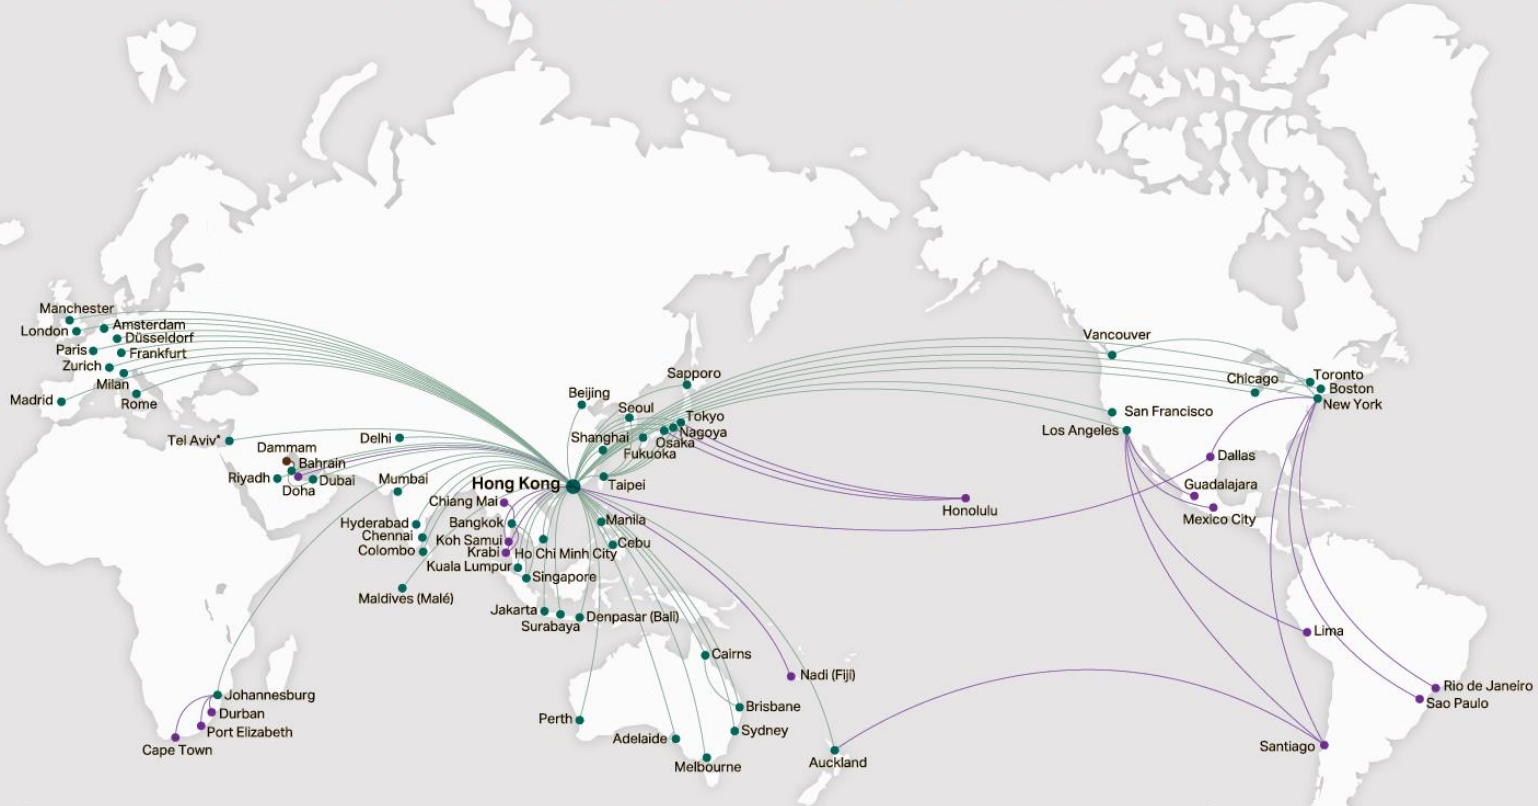 Manchester
London
Amsterdam
Düsseldorf
Paris
Frankfurt
Zurich
Milan
Madrid
Rome
Tel Aviv*
Dammam
Bahrain
Riyadh
Dubai
Doha
Delhi
Mumbai
Hyderabad
Chennai
Colombo
Maldives (Malé)
Beijing
Seoul
Sapporo
Tokyo
Nagoya
Osaka
Shanghai
Fukuoka
Taipei
Hong Kong
Chiang Mai
Bangkok
Koh Samui
Krabi
Ho Chi Minh City
Kuala Lumpur
Singapore
Manila
Cebu
Jakarta
Surabaya
Denpasar (Bali)
Cairns
Nadi (Fiji)
Brisbane
Perth
Sydney
Adelaide
Melbourne
Auckland
Johannesburg
Durban
Port Elizabeth
Cape Town
Honolulu
Vancouver
Chicago
Toronto
Boston
New York
San Francisco
Los Angeles
Dallas
Guadalajara
Mexico City
Lima
Rio de Janeiro
Sao Paulo
Santiago